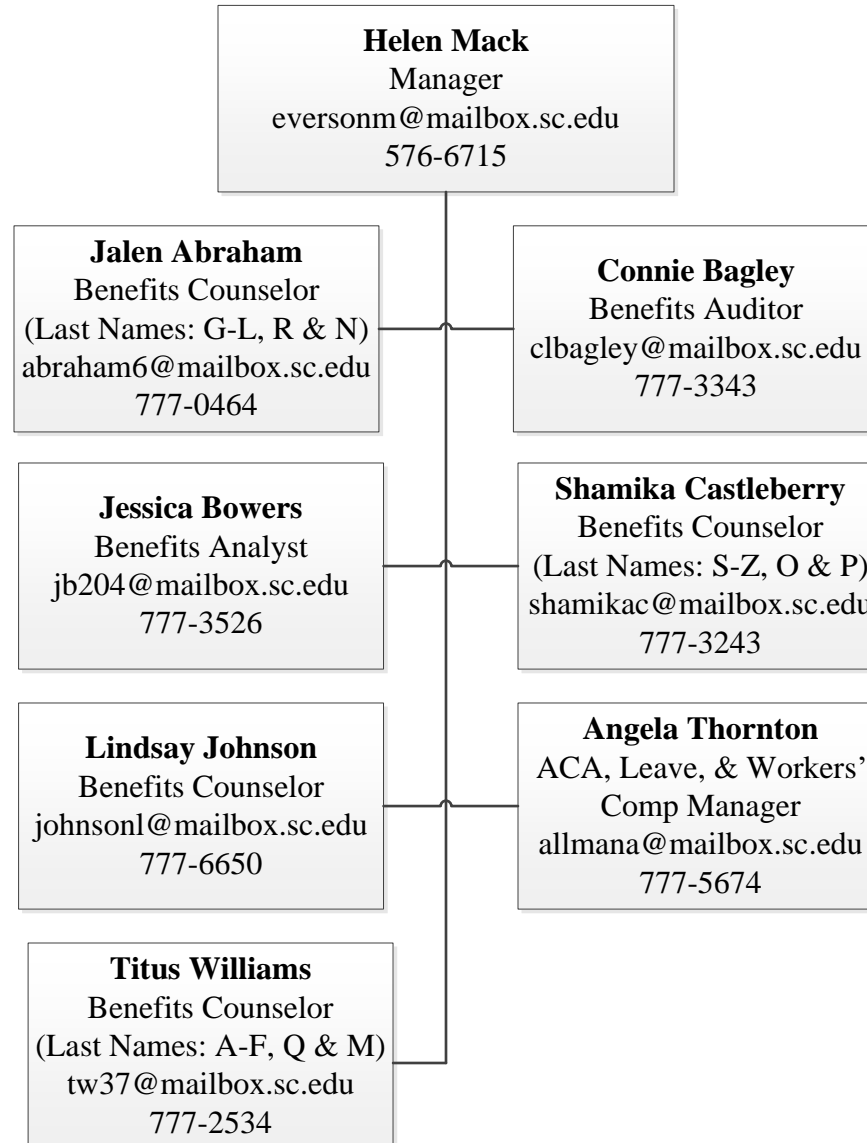 Helen Mack
Manager
eversonm@mailbox.sc.edu
576-6715
Jalen Abraham
Benefits Counselor
(Last Names: G-L, R & N)
abraham6@mailbox.sc.edu
777-0464
Connie Bagley
Benefits Auditor
clbagley@mailbox.sc.edu
777-3343
Jessica Bowers
Benefits Analyst
jb204@mailbox.sc.edu
777-3526
Shamika Castleberry
Benefits Counselor
(Last Names: S-Z, O & P)
shamikac@mailbox.sc.edu
777-3243
Lindsay Johnson
Benefits Counselor
johnsonl@mailbox.sc.edu
777-6650
Angela Thornton
ACA, Leave, & Workers’
Comp Manager
allmana@mailbox.sc.edu
777-5674
Titus Williams
Benefits Counselor
(Last Names: A-F, Q & M)
tw37@mailbox.sc.edu
777-2534